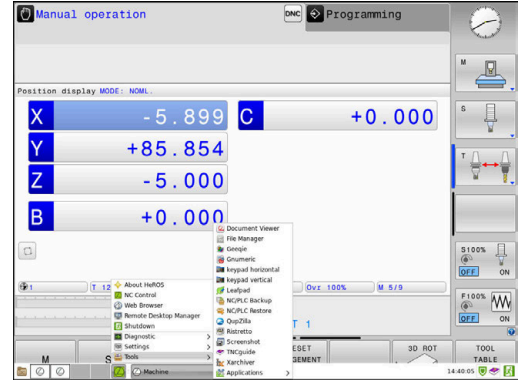 Manual operation
DNC
Programming
Position display MODE: NOML.
M
S
T
X -5.899 C +0.000
Y +85.854
Z -5.000
B +0.000
S100%
OFF ON
1
T 12
Ovr 100%
M 5/9
F100%
OFF ON
T 1
Document Viewer
File Manager
Geeqie
Gnumeric
keypad horizontal
keypad vertical
Leafpad
NC/PLC Backup
NC/PLC Restore
QupZilla
Ristretto
Screenshot
TNCguide
Xarchiver
Applications
About HeROS
NC Control
Web Browser
Remote Desktop Manager
Shutdown
Diagnostic
Settings
Tools
M
S
3D ROT
TOOL
TABLE
Machine
14:40:05